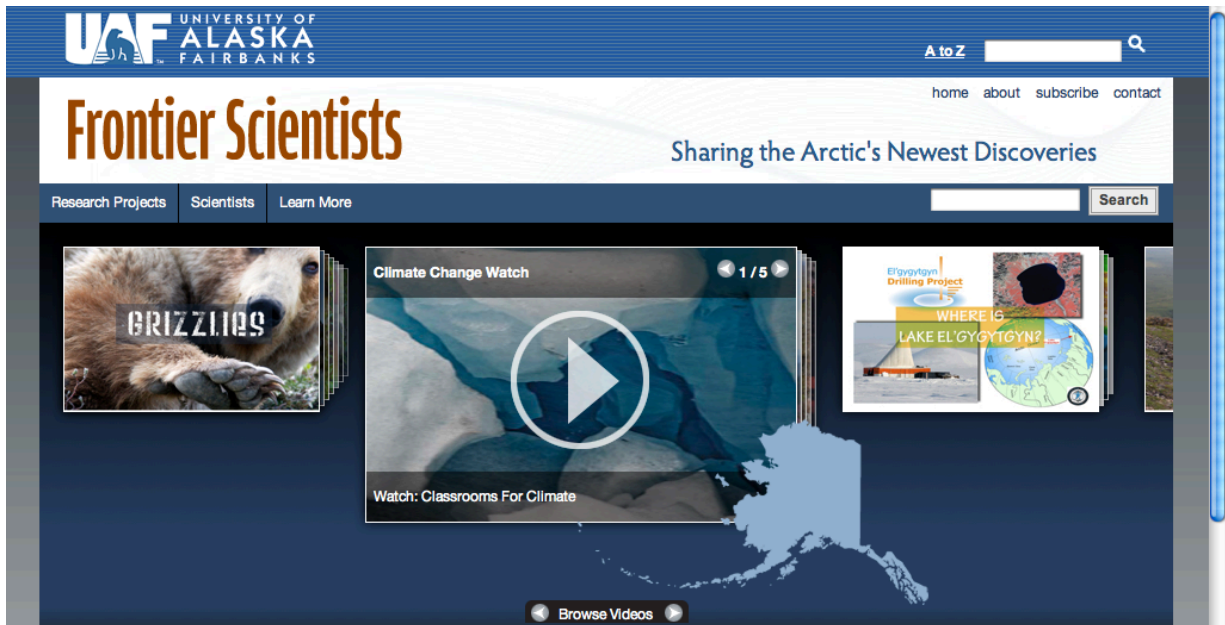 UAF
UNIVERSITY OF
ALASKA
FAIRBANKS
A to Z
home about subscribe contact
Frontier Scientists
Sharing the Arctic's Newest Discoveries
Research Projects Scientists Learn More
Search
GRIZZLIES
Climate Change Watch
1 / 5
Watch: Classrooms For Climate
El'gygytgyn
Drilling Project
WHERE IS
LAKE EL'GYGYTGYN?
Browse Videos